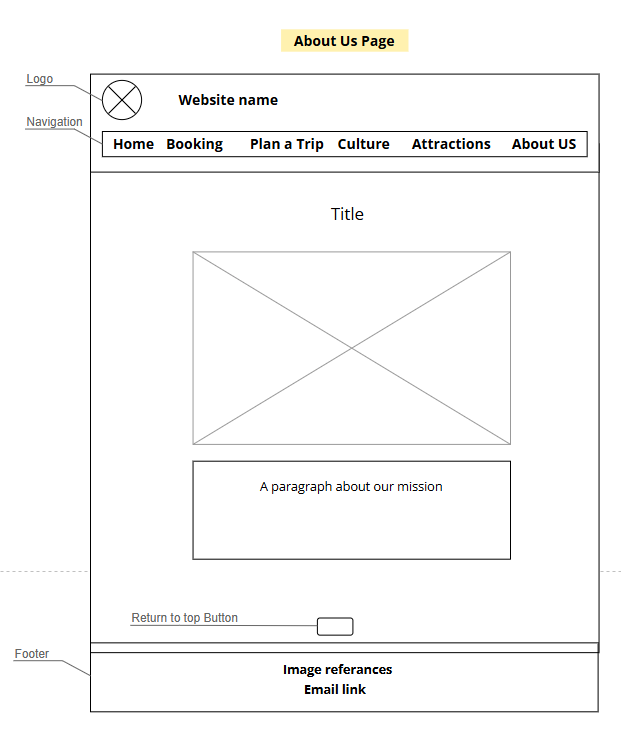 About Us Page
Logo
Website name
Navigation
Home Booking Plan a Trip Culture Attractions About US
Title
A paragraph about our mission
Return to top Button
Footer
Image referances
Email link